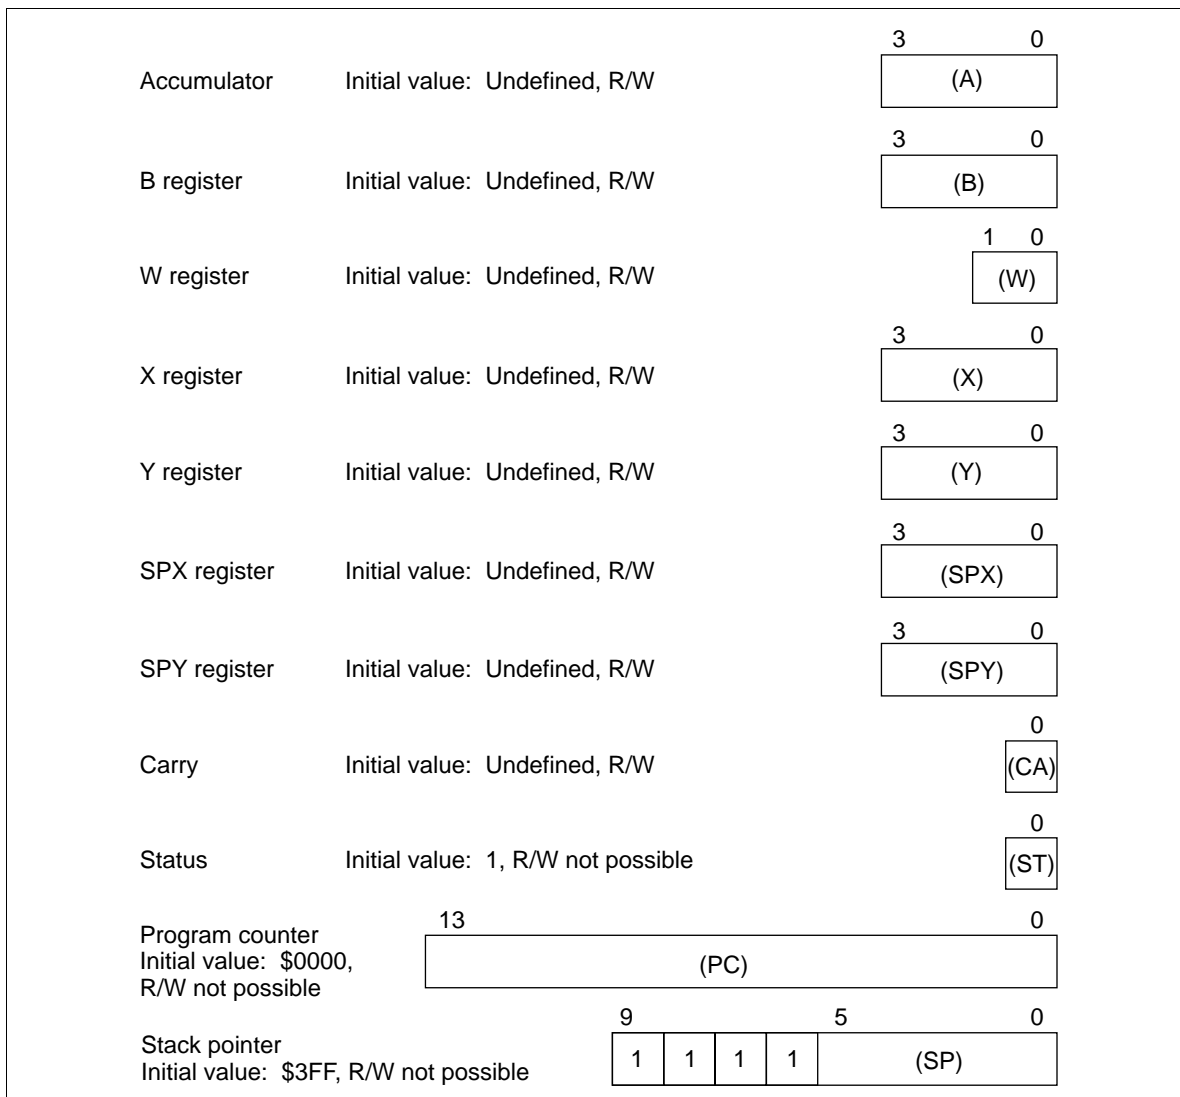 3 0
Accumulator Initial value: Undefined, R/W (A)
3 0
B register Initial value: Undefined, R/W (B)
1 0
W register Initial value: Undefined, R/W (W)
3 0
X register Initial value: Undefined, R/W (X)
3 0
Y register Initial value: Undefined, R/W (Y)
3 0
SPX register Initial value: Undefined, R/W (SPX)
3 0
SPY register Initial value: Undefined, R/W (SPY)
0
Carry Initial value: Undefined, R/W (CA)
0
Status Initial value: 1, R/W not possible (ST)
13 0
Program counter
Initial value: $0000, (PC)
R/W not possible
9 5 0
Stack pointer
Initial value: $3FF, R/W not possible 1 1 1 1 (SP)